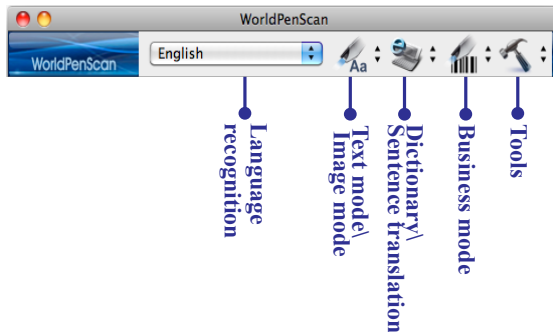 WorldPenScan
WorldPenScan
English
Aa
Language
recognition
Text mode\
Image mode
Dictionary\
Sentence translation
Business mode
Tools